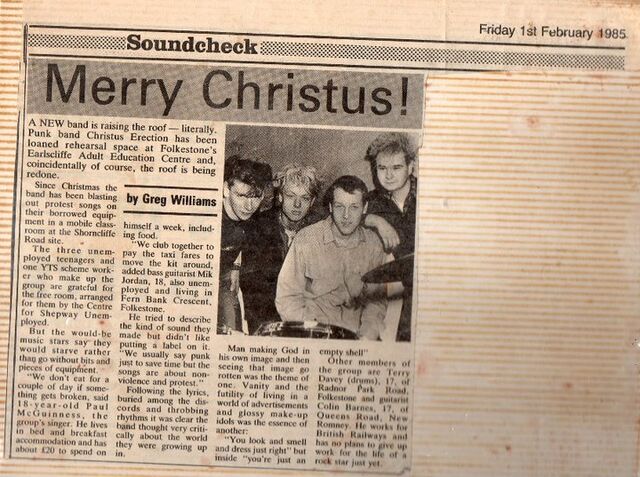 Friday 1st February 1985
Soundcheck
Merry Christus!
A NEW band is raising the roof — literally.
Punk band Christus Erection has been
loaned rehearsal space at Folkestone's
Earlscliffe Adult Education Centre and,
coincidentally of course, the roof is being
redone.
Since Christmas the
band has been blasting
out protest songs on
their borrowed equip-
ment in a mobile class-
room at the Shorncliffe
Road site.
The three unem-
ployed teenagers and
one YTS scheme work-
er who make up the
group are grateful for
the free room, arranged
for them by the Centre
for Shepway Unem-
ployed.
But the would-be
music stars say they
would starve rather
than go without bits and
pieces of equipment.
"We don't eat for a
couple of day if some-
thing gets broken, said
18-year-old Paul
McGuinness, the
group's singer. He lives
in bed and breakfast
accommodation and has
about £20 to spend on
by Greg Williams
himself a week, includ-
ing food.
"We club together to
pay the taxi fares to
move the kit around,
added bass guitarist Mik
Jordan, 18, also unem-
ployed and living in
Fern Bank Crescent,
Folkestone.
He tried to describe
the kind of sound they
made but didn't like
putting a label on it.
"We usually say punk
just to save time but the
songs are about non-
violence and protest."
Following the lyrics,
buried among the dis-
cords and throbbing
rhythms it was clear the
band thought very criti-
cally about the world
they were growing up
in.
Man making God in
his own image and then
seeing that image go
rotten was the theme of
one. Vanity and the
futility of living in a
world of advertisements
and glossy make-up
idols was the essence of
another:
"You look and smell
and dress just right" but
inside "you're just an
empty shell"
Other members of
the group are Terry
Davey (drums), 17, of
Radnor Park Road,
Folkestone and guitarist
Colin Barnes, 17, of
Queens Road, New
Romney. He works for
British Railways and
has no plans to give up
work for the life of a
rock star just yet.